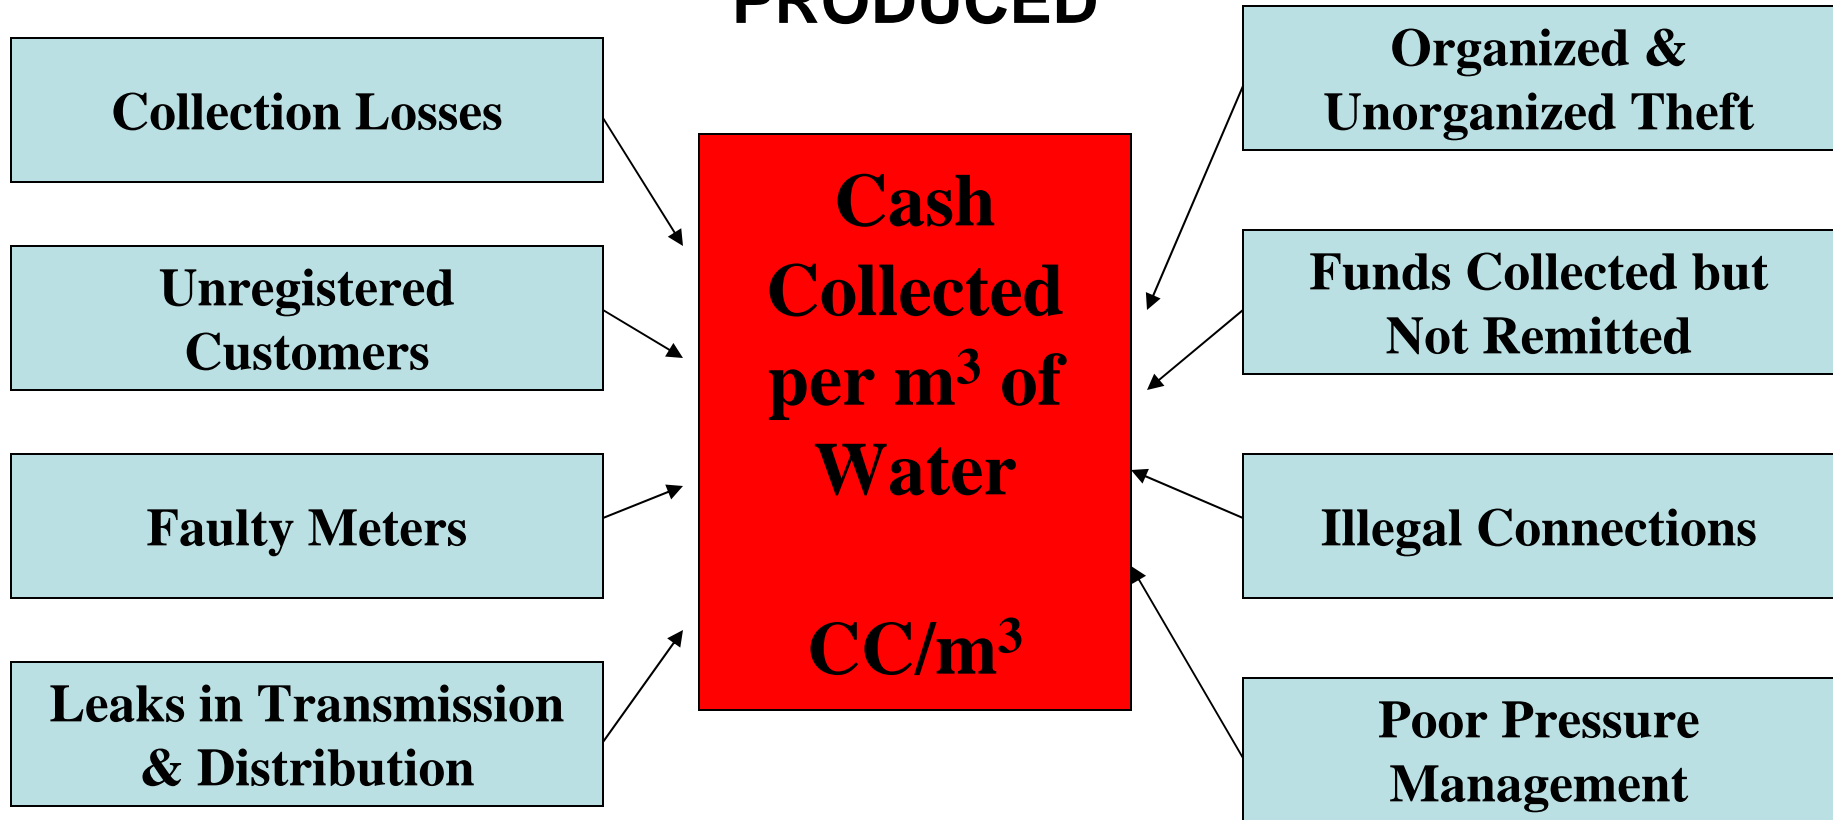 PRODUCED
Collection Losses
Unregistered
Customers
Faulty Meters
Leaks in Transmission
& Distribution
Cash
Collected
per m³ of
Water
CC/m³
Organized &
Unorganized Theft
Funds Collected but
Not Remitted
Illegal Connections
Poor Pressure
Management